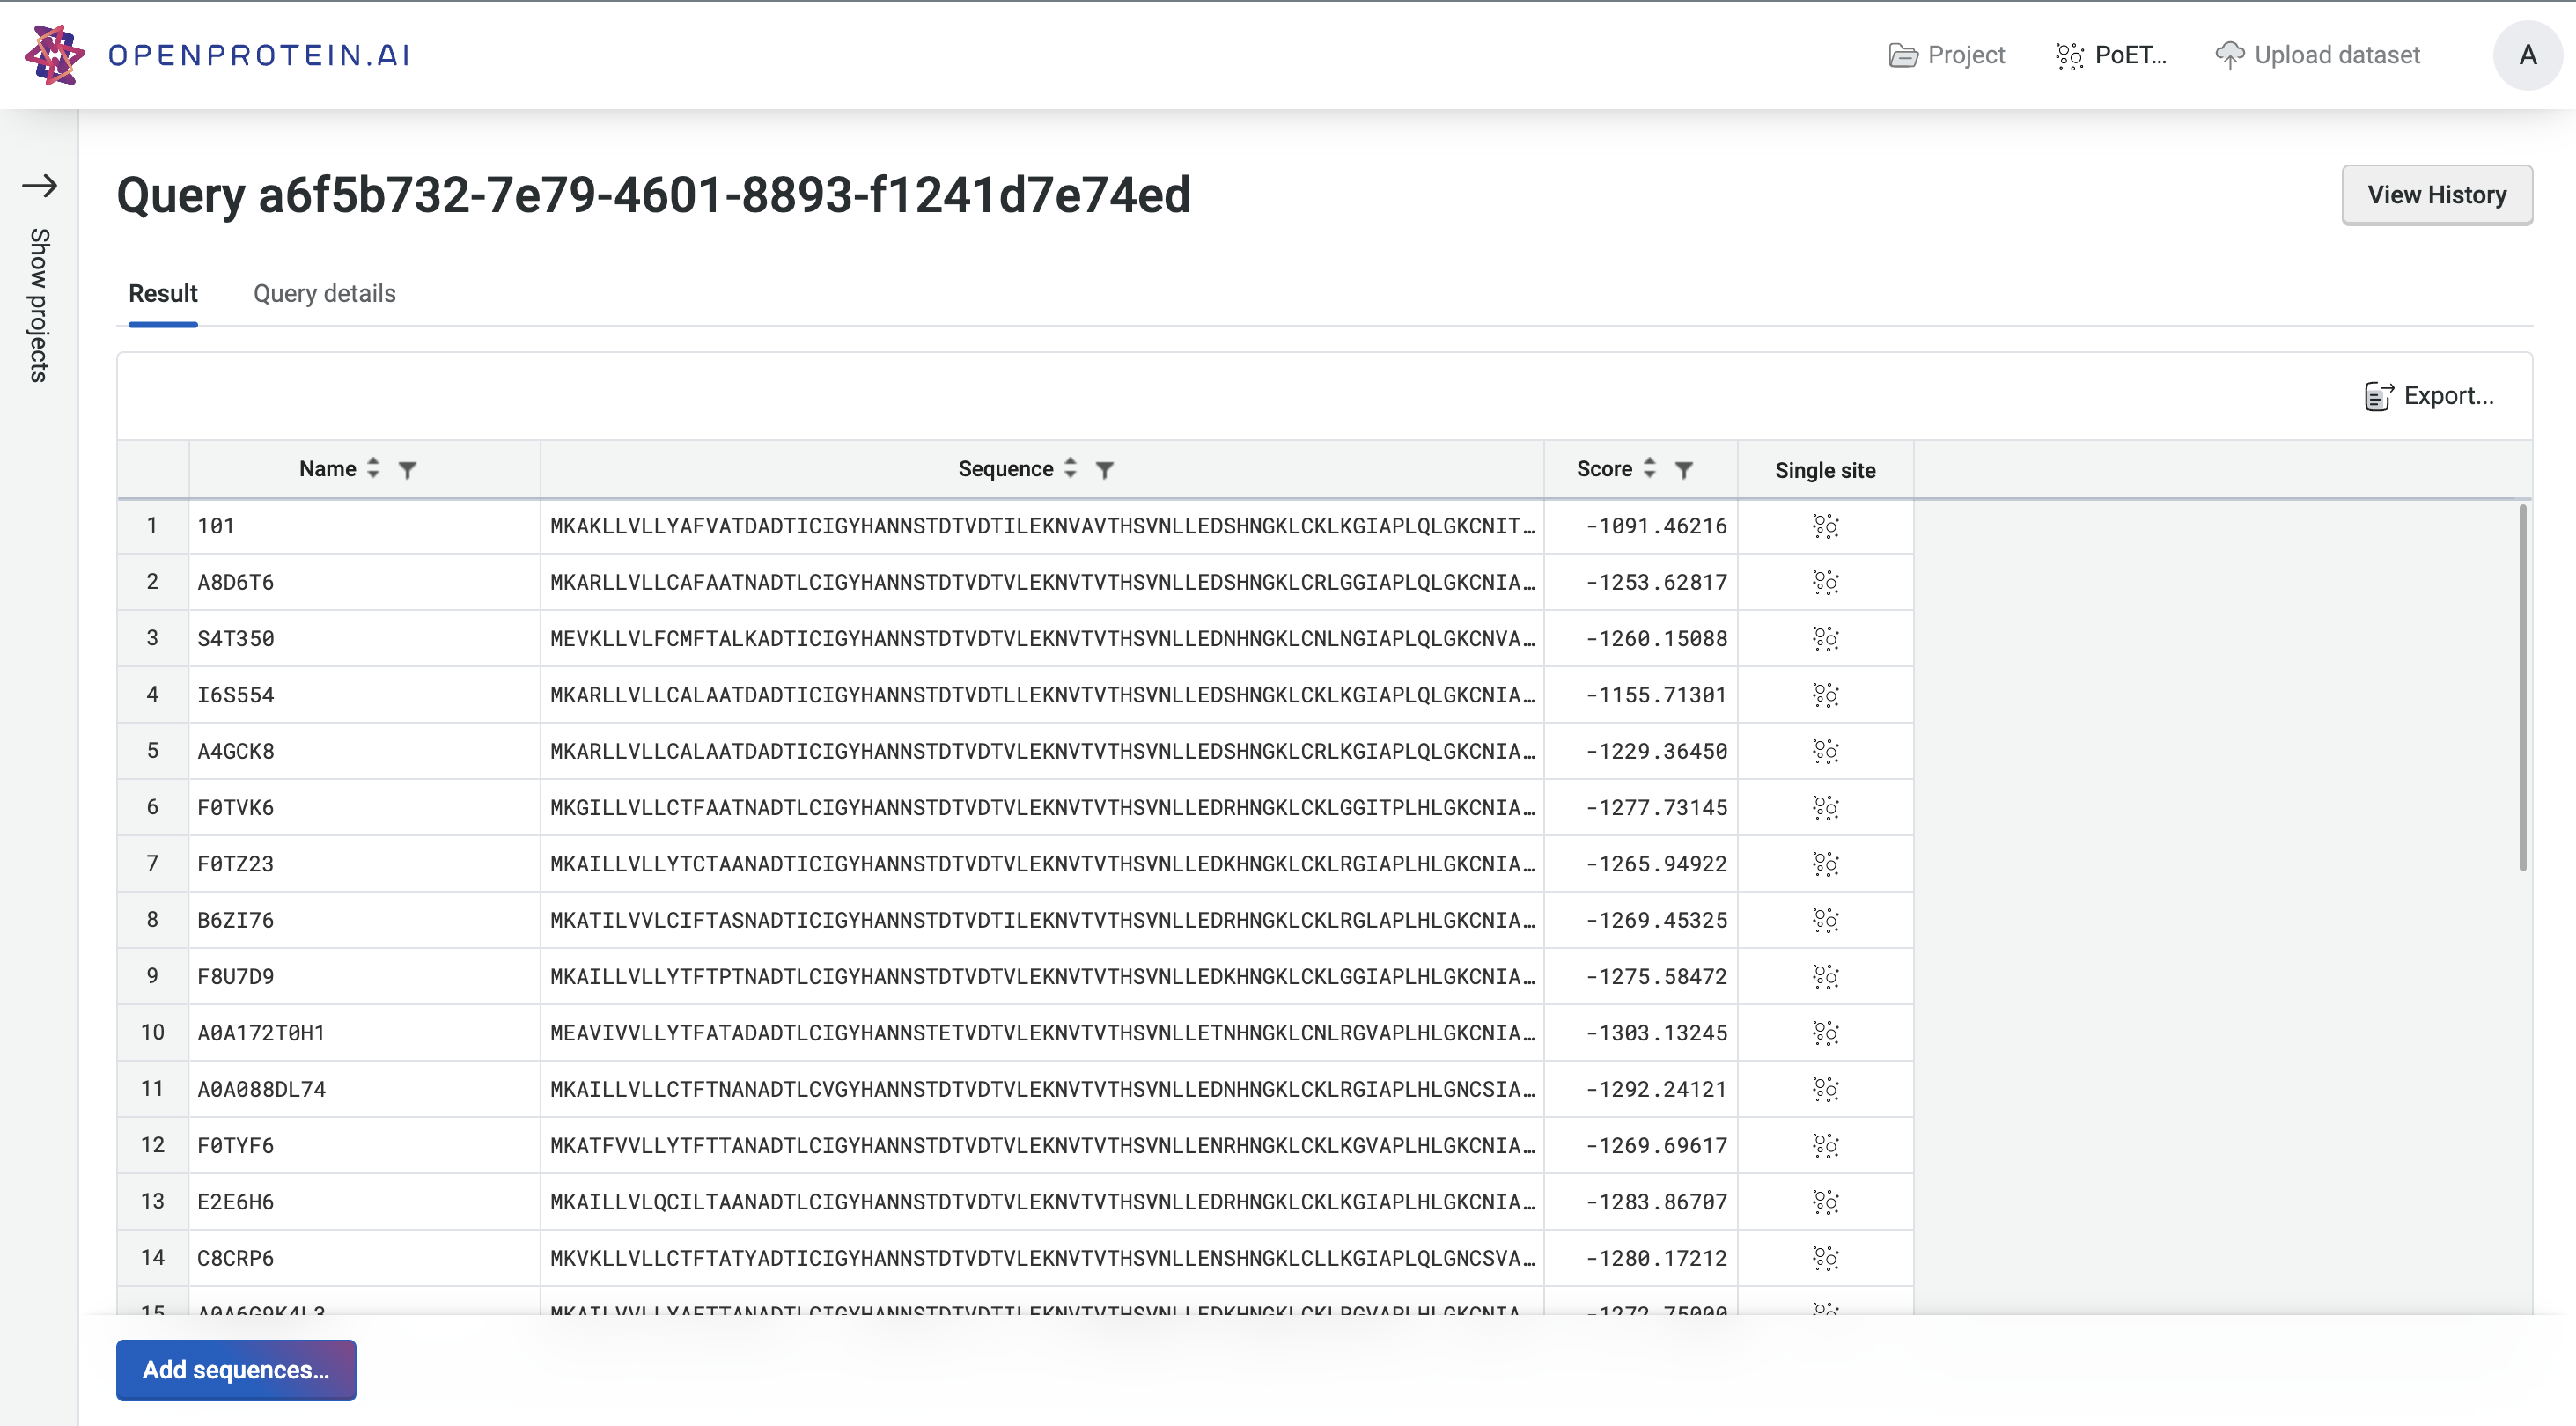 OPENPROTEIN.AI
Project
PoET...
Upload dataset
A
Show projects
Query a6f5b732-7e79-4601-8893-f1241d7e74ed
View History
Result
Query details
Export...
Name Sequence Score Single site
1 101 MKAKLLVLLYAFVATDADTICIGYHANNSTDTVDTILEKNVAVTHSVNLLEDSHNGKLCKLKGIAPLQLGKCNIT... -1091.46216
2 A8D6T6 MKARLLVLLCAFAATNADTLCIGYHANNSTDTVDTVLEKNVTVTHSVNLLEDSHNGKLCRLGGIAPLQLGKCNIA... -1253.62817
3 S4T350 MEVKLLVLFCMFTALKADTICIGYHANNSTDTVDTVLEKNVTVTHSVNLLEDNHNGKLCNLNGIAPLQLGKCNVA... -1260.15088
4 I6S554 MKARLLVLLCALAATDADTICIGYHANNSTDTVDTLLEKNVTVTHSVNLLEDSHNGKLCKLKGIAPLQLGKCNIA... -1155.71301
5 A4GCK8 MKARLLVLLCALAATDADTICIGYHANNSTDTVDTVLEKNVTVTHSVNLLEDSHNGKLCRLKGIAPLQLGKCNIA... -1229.36450
6 F0TVK6 MKGILLVLLCTFAATNADTLCIGYHANNSTDTVDTVLEKNVTVTHSVNLLEDRHNGKLCKLGGITPLHLGKCNIA... -1277.73145
7 F0TZ23 MKAILLVLLYTCTAANADTICIGYHANNSTDTVDTVLEKNVTVTHSVNLLEDKHNGKLCKLRGIAPLHLGKCNIA... -1265.94922
8 B6ZI76 MKATILVVLCIFTASNADTICIGYHANNSTDTVDTILEKNVTVTHSVNLLEDRHNGKLCKLRGLAPLHLGKCNIA... -1269.45325
9 F8U7D9 MKAILLVLLYTFTPTNADTLCIGYHANNSTDTVDTVLEKNVTVTHSVNLLEDKHNGKLCKLGGIAPLHLGKCNIA... -1275.58472
10 A0A172T0H1 MEAVIVVLLYTFATADADTLCIGYHANNSTETVDTVLEKNVTVTHSVNLLETNHNGKLCNLRGVAPLHLGKCNIA... -1303.13245
11 A0A088DL74 MKAILLVLLCTFTNANADTLCVGYHANNSTDTVDTVLEKNVTVTHSVNLLEDNHNGKLCKLRGIAPLHLGNCSIA... -1292.24121
12 F0TYF6 MKATFVVLLYTFTTANADTLCIGYHANNSTDTVDTVLEKNVTVTHSVNLLENRHNGKLCKLKGVAPLHLGKCNIA... -1269.69617
13 E2E6H6 MKAILLVLQCILTAANADTLCIGYHANNSTDTVDTVLEKNVTVTHSVNLLEDRHNGKLCKLKGIAPLHLGKCNIA... -1283.86707
14 C8CRP6 MKVKLLVLLCTFTATYADTICIGYHANNSTDTVDTVLEKNVTVTHSVNLLENSHNGKLCLLKGIAPLQLGNCSVA... -1280.17212
15 A0A6G9K4L3 MKAILVVLLYAFTTANADTLCIGYHANNSTDTVDTILEKNVTVTHSVNLLEDKHNGKLCKLRGVAPLHLGKCNIA... -1272.75000
Add sequences...